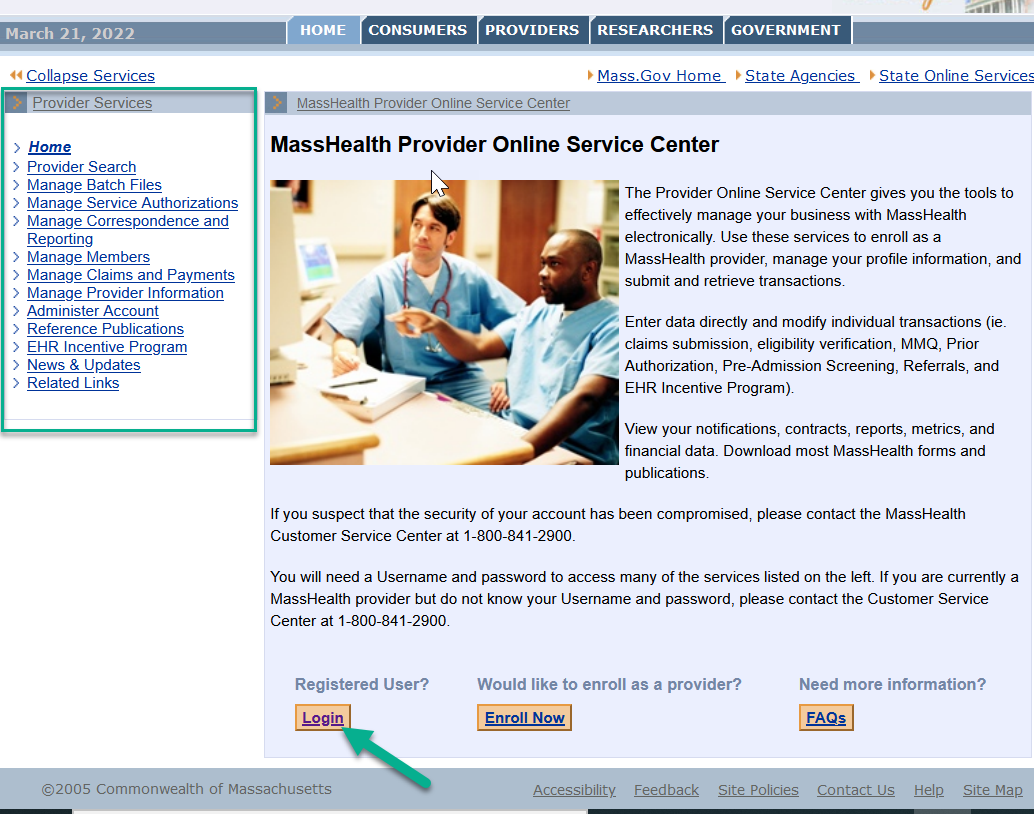 March 21, 2022
HOME CONSUMERS PROVIDERS RESEARCHERS GOVERNMENT
Collapse Services
Mass.Gov Home State Agencies State Online Services
Provider Services
Home
Provider Search
Manage Batch Files
Manage Service Authorizations
Manage Correspondence and
Reporting
Manage Members
Manage Claims and Payments
Manage Provider Information
Administer Account
Reference Publications
EHR Incentive Program
News & Updates
Related Links
MassHealth Provider Online Service Center
MassHealth Provider Online Service Center
The Provider Online Service Center gives you the tools to
effectively manage your business with MassHealth
electronically. Use these services to enroll as a
MassHealth provider, manage your profile information, and
submit and retrieve transactions.
Enter data directly and modify individual transactions (ie.
claims submission, eligibility verification, MMQ, Prior
Authorization, Pre-Admission Screening, Referrals, and
EHR Incentive Program).
View your notifications, contracts, reports, metrics, and
financial data. Download most MassHealth forms and
publications.
If you suspect that the security of your account has been compromised, please contact the MassHealth
Customer Service Center at 1-800-841-2900.
You will need a Username and password to access many of the services listed on the left. If you are currently a
MassHealth provider but do not know your Username and password, please contact the Customer Service
Center at 1-800-841-2900.
Registered User? Would like to enroll as a provider? Need more information?
Login Enroll Now FAQs
©2005 Commonwealth of Massachusetts
Accessibility Feedback Site Policies Contact Us Help Site Map